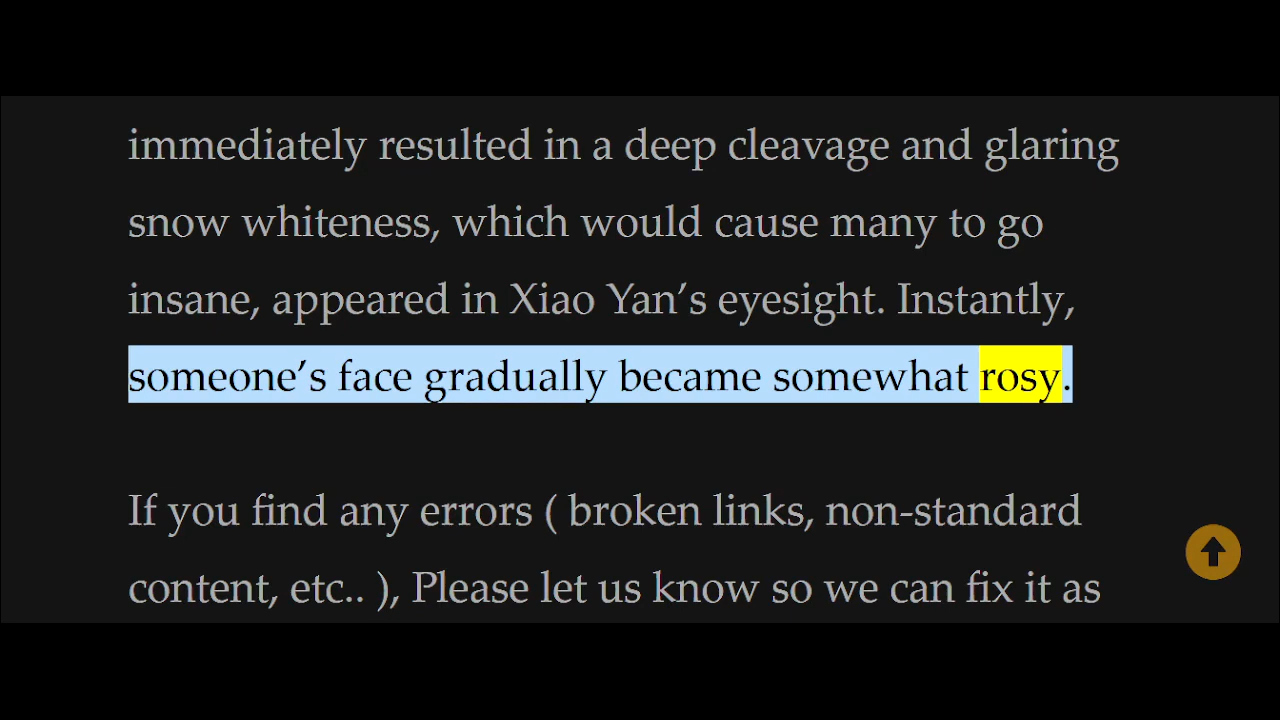 immediately resulted in a deep cleavage and glaring
snow whiteness, which would cause many to go
insane, appeared in Xiao Yan’s eyesight. Instantly,
someone’s face gradually became somewhat rosy.
If you find any errors ( broken links, non-standard
content, etc.. ), Please let us know so we can fix it as